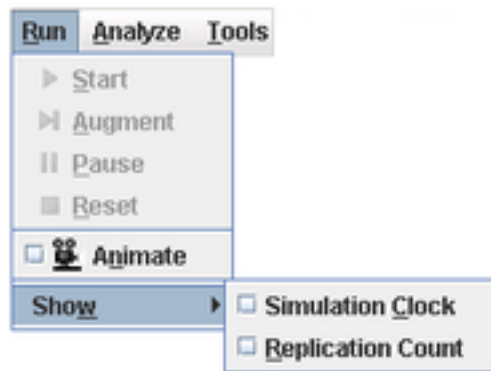 Run Analyze Tools
Start
Augment
Pause
Reset
Animate
Show
Simulation Clock
Replication Count